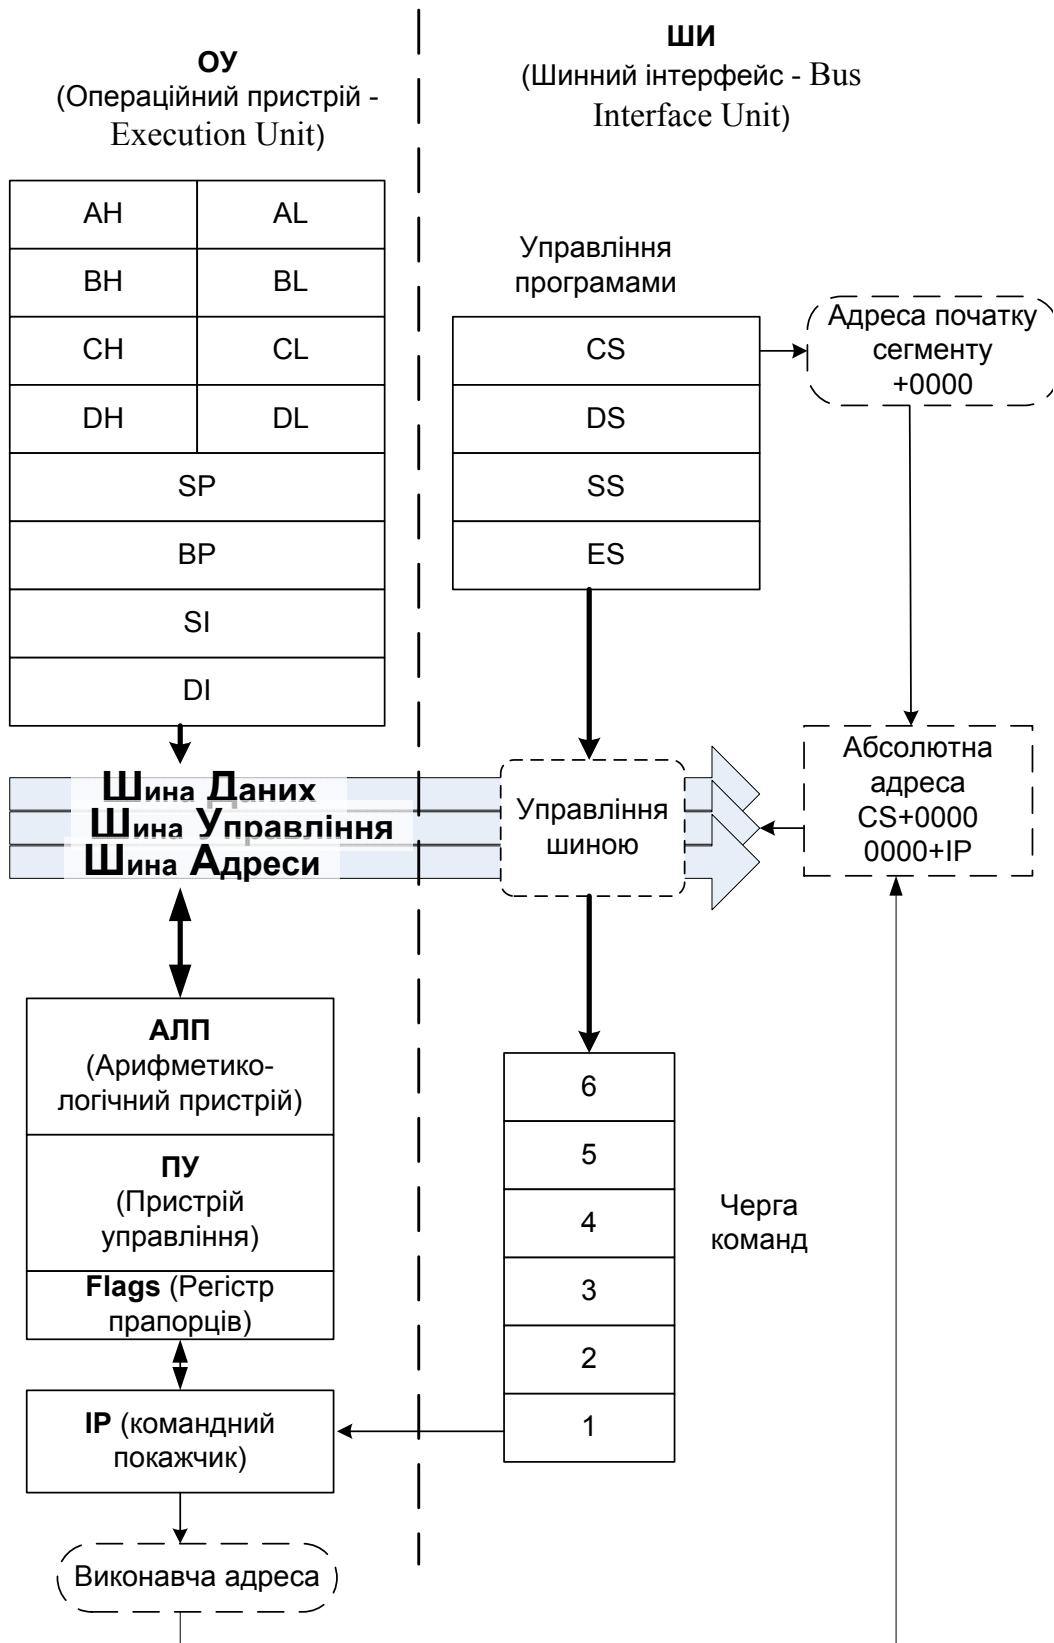 ОУ
(Операційний пристрій -
Execution Unit)
ШИ
(Шинний інтерфейс - Bus
Interface Unit)
AH
AL
BH
BL
CH
CL
DH
DL
SP
BP
SI
DI
Управління
програмами
CS
DS
SS
ES
Адреса початку
сегменту
+0000
Шина Даних
Шина Управління
Шина Адреси
Управління
шиною
Абсолютна
адреса
CS+0000
0000+IP
АЛП
(Арифметико-
логічний пристрій)
ПУ
(Пристрій
управління)
Flags (Регістр
прапорців)
IP (командний
покажчик)
Виконавча адреса
6
5
4
3
2
1
Черга
команд